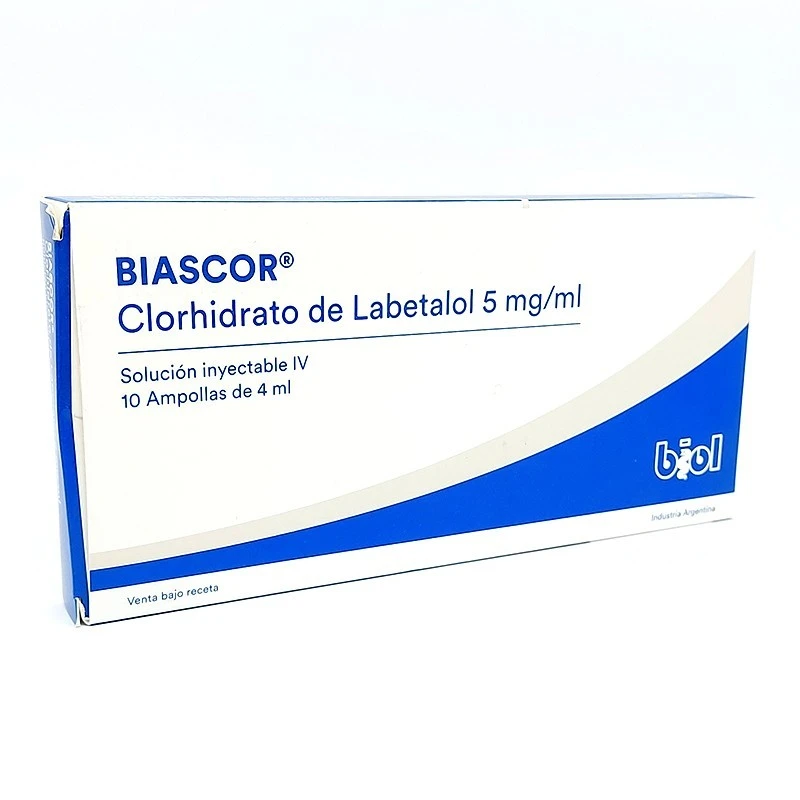 BIASCOR®
Clorhidrato de Labetalol 5 mg/ml
Solución inyectable IV
10 Ampollas de 4 ml
biol
Industria Argentina
Venta bajo receta